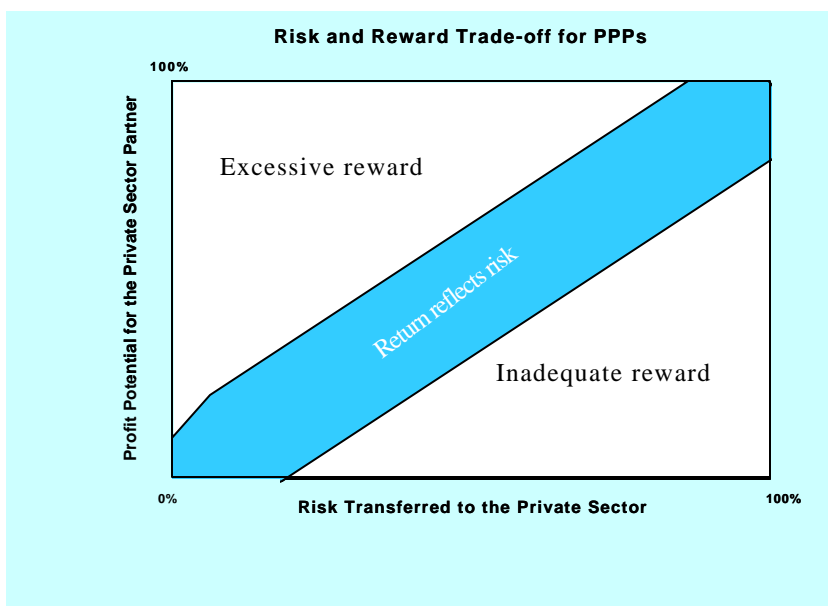 Risk and Reward Trade-off for PPPs
100%
Profit Potential for the Private Sector Partner
Excessive reward
Return reflects risk
Inadequate reward
0%
Risk Transferred to the Private Sector
100%